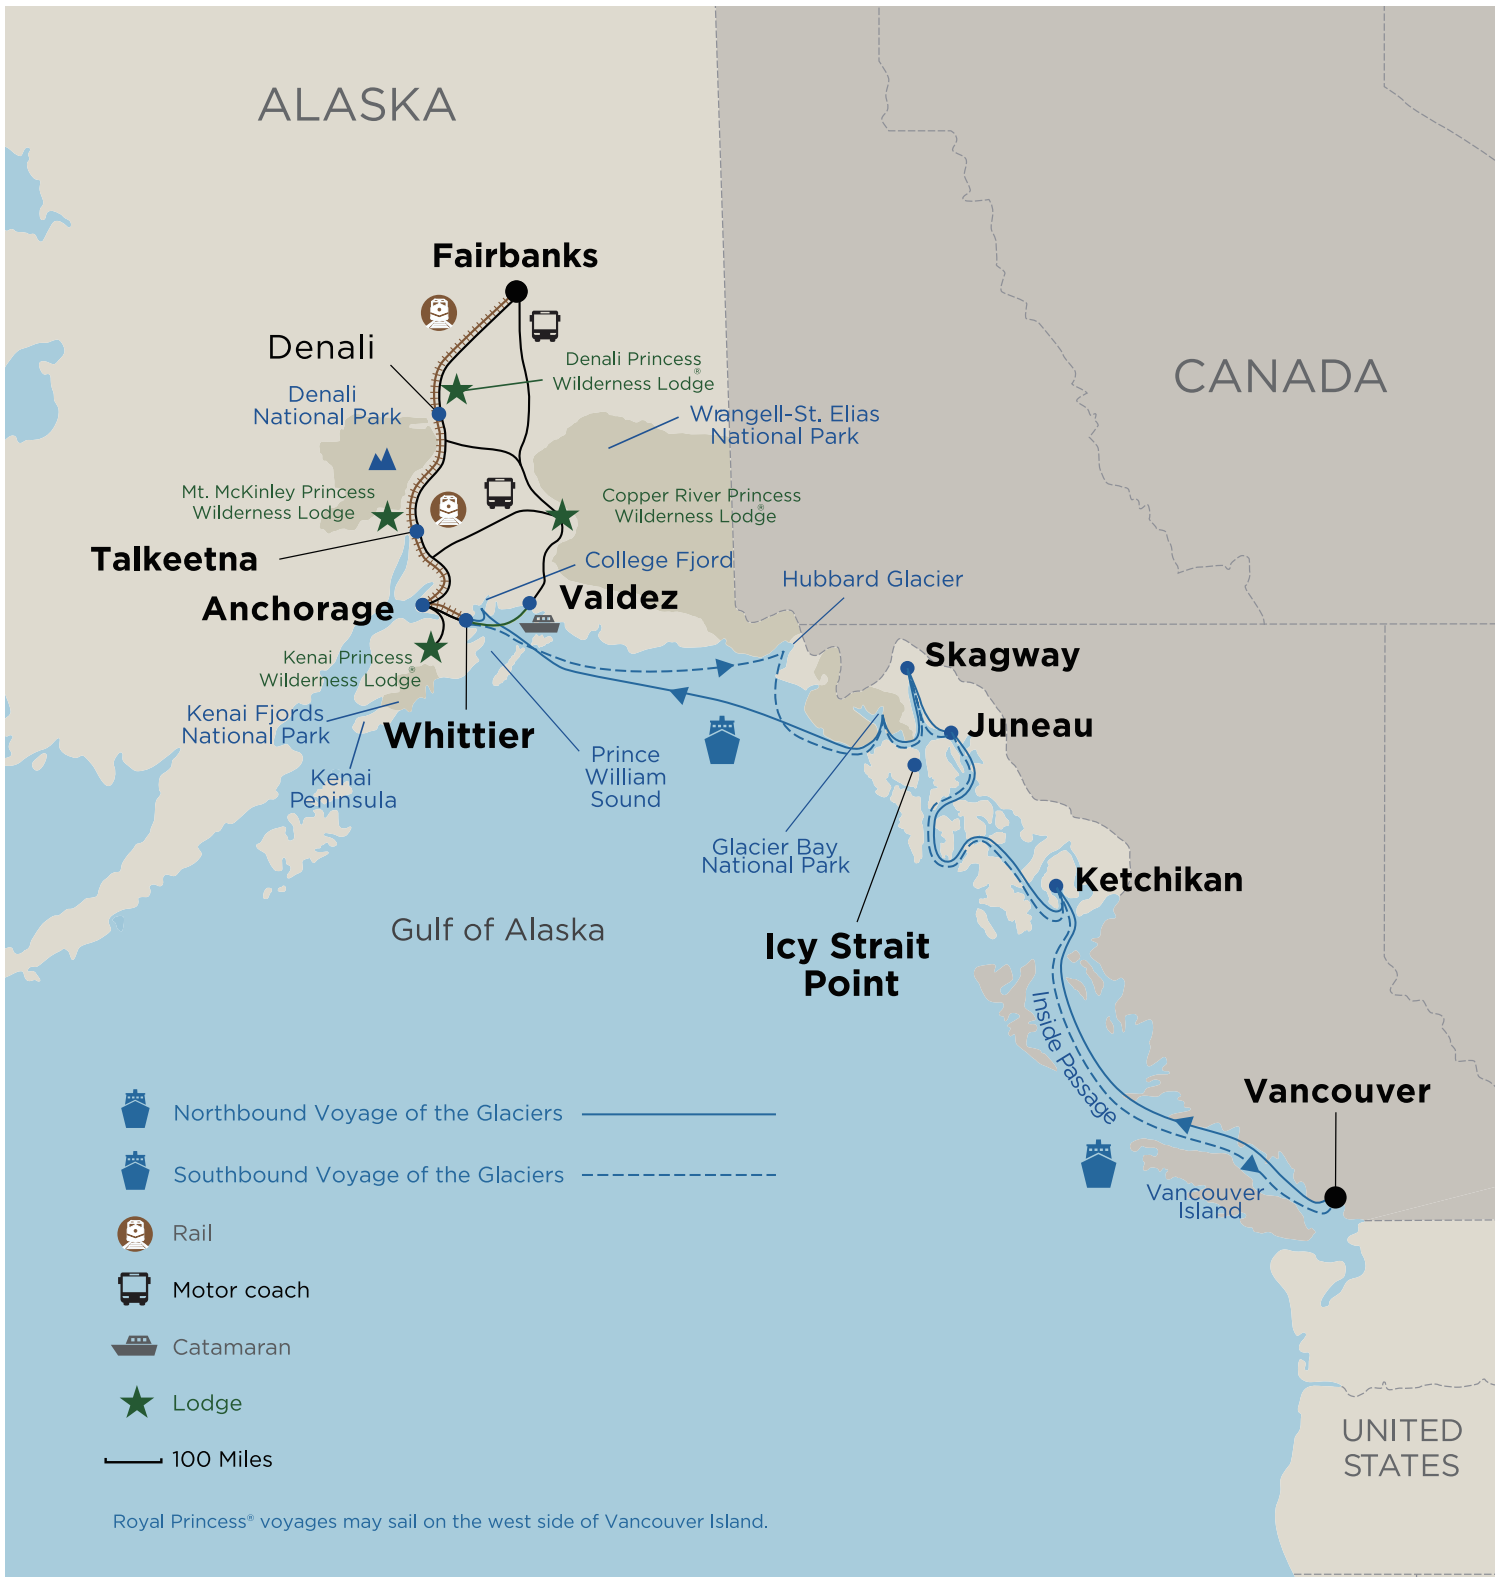 ALASKA
Fairbanks
Denali
Denali Princess
Wilderness Lodge®
CANADA
Denali
National Park
Wrangell-St. Elias
National Park
Mt. McKinley Princess
Wilderness Lodge
Copper River Princess
Wilderness Lodge®
Talkeetna
College Fjord
Hubbard Glacier
Anchorage
Valdez
Kenai Princess
Wilderness Lodge®
Skagway
Kenai Fjords
National Park
Whittier
Juneau
Prince
William
Sound
Kenai
Peninsula
Glacier Bay
National Park
Ketchikan
Gulf of Alaska
Icy Strait
Point
Inside Passage
Vancouver
Northbound Voyage of the Glaciers
Southbound Voyage of the Glaciers
Vancouver
Island
Rail
Motor coach
Catamaran
Lodge
100 Miles
UNITED
STATES
Royal Princess® voyages may sail on the west side of Vancouver Island.